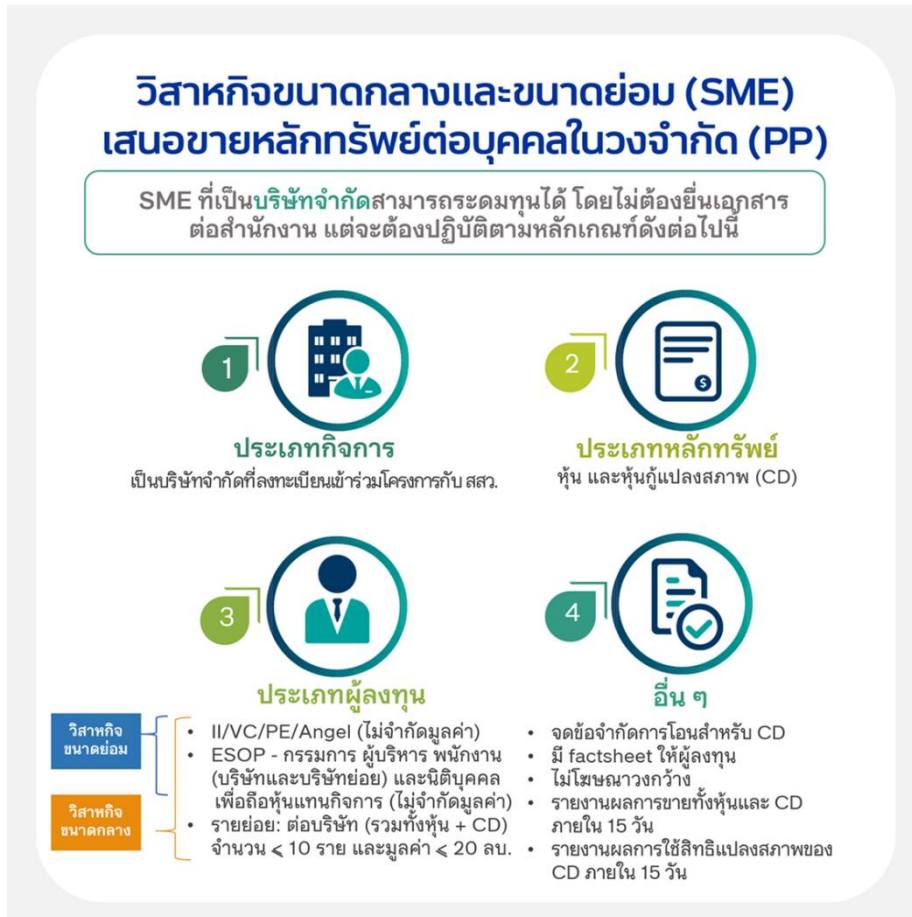 วิสาหกิจขนาดกลางและขนาดย่อม (SME)
เสนอขายหลักทรัพย์ต่อบุคคลในวงจำกัด (PP)
SME ที่เป็นบริษัทจำกัดสามารถระดมทุนได้ โดยไม่ต้องยื่นเอกสาร
ต่อสำนักงาน แต่จะต้องปฏิบัติตามหลักเกณฑ์ดังต่อไปนี้
1
ประเภทกิจการ
เป็นบริษัทจำกัดที่ลงทะเบียนเข้าร่วมโครงการกับ สสว.
2
$
ประเภทหลักทรัพย์
หุ้น และหุ้นกู้แปลงสภาพ (CD)
3
ประเภทผู้ลงทุน
วิสาหกิจ
ขนาดย่อม
วิสาหกิจ
ขนาดกลาง
• II/VC/PE/Angel (ไม่จำกัดมูลค่า)
• ESOP - กรรมการ ผู้บริหาร พนักงาน
(บริษัทและบริษัทย่อย) และนิติบุคคล
เพื่อถือหุ้นแทนกิจการ (ไม่จำกัดมูลค่า)
• รายย่อย: ต่อบริษัท (รวมทั้งหุ้น + CD)
จำนวน ⩽ 10 ราย และมูลค่า ⩽ 20 ลบ.
4
อื่น ๆ
• จดข้อจำกัดการโอนสำหรับ CD
• มี factsheet ให้ผู้ลงทุน
• ไม่โฆษณาวงกว้าง
• รายงานผลการขายทั้งหุ้นและ CD
ภายใน 15 วัน
• รายงานผลการใช้สิทธิแปลงสภาพของ
CD ภายใน 15 วัน